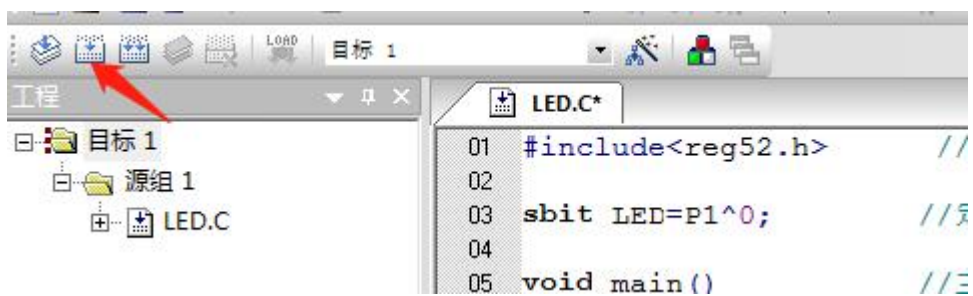 LOAD 目标 1
工程
LED.C*
目标 1
源组 1
LED.C
01 #include<reg52.h> //
02
03 sbit LED=P1^0; //
04
05 void main() //